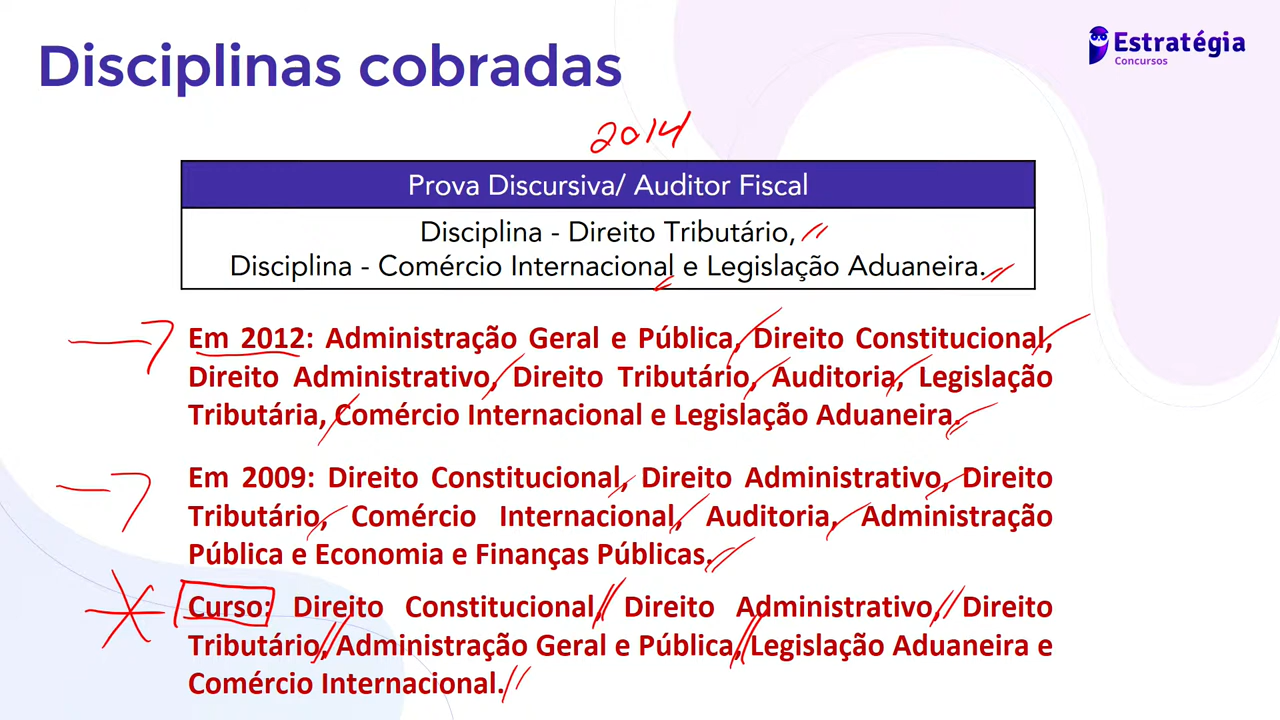 Disciplinas cobradas
Estratégia
Concursos
2014
Prova Discursiva/ Auditor Fiscal
Disciplina - Direito Tributário,
Disciplina - Comércio Internacional e Legislação Aduaneira.
Em 2012: Administração Geral e Pública, Direito Constitucional,
Direito Administrativo, Direito Tributário, Auditoria, Legislação
Tributária, Comércio Internacional e Legislação Aduaneira.
Em 2009: Direito Constitucional, Direito Administrativo, Direito
Tributário, Comércio Internacional, Auditoria, Administração
Pública e Economia e Finanças Públicas.
Curso: Direito Constitucional, Direito Administrativo, Direito
Tributário, Administração Geral e Pública, Legislação Aduaneira e
Comércio Internacional.